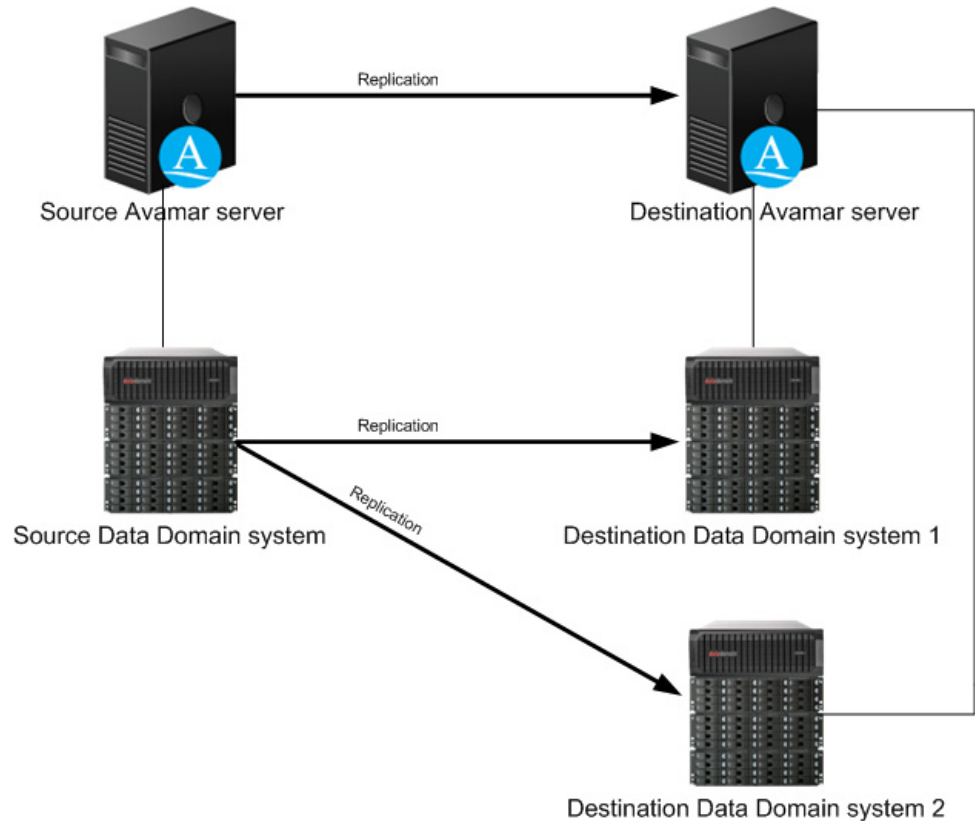 Replication
A
A
Source Avamar server
Destination Avamar server
Replication
Source Data Domain system
Destination Data Domain system 1
Replication
Destination Data Domain system 2